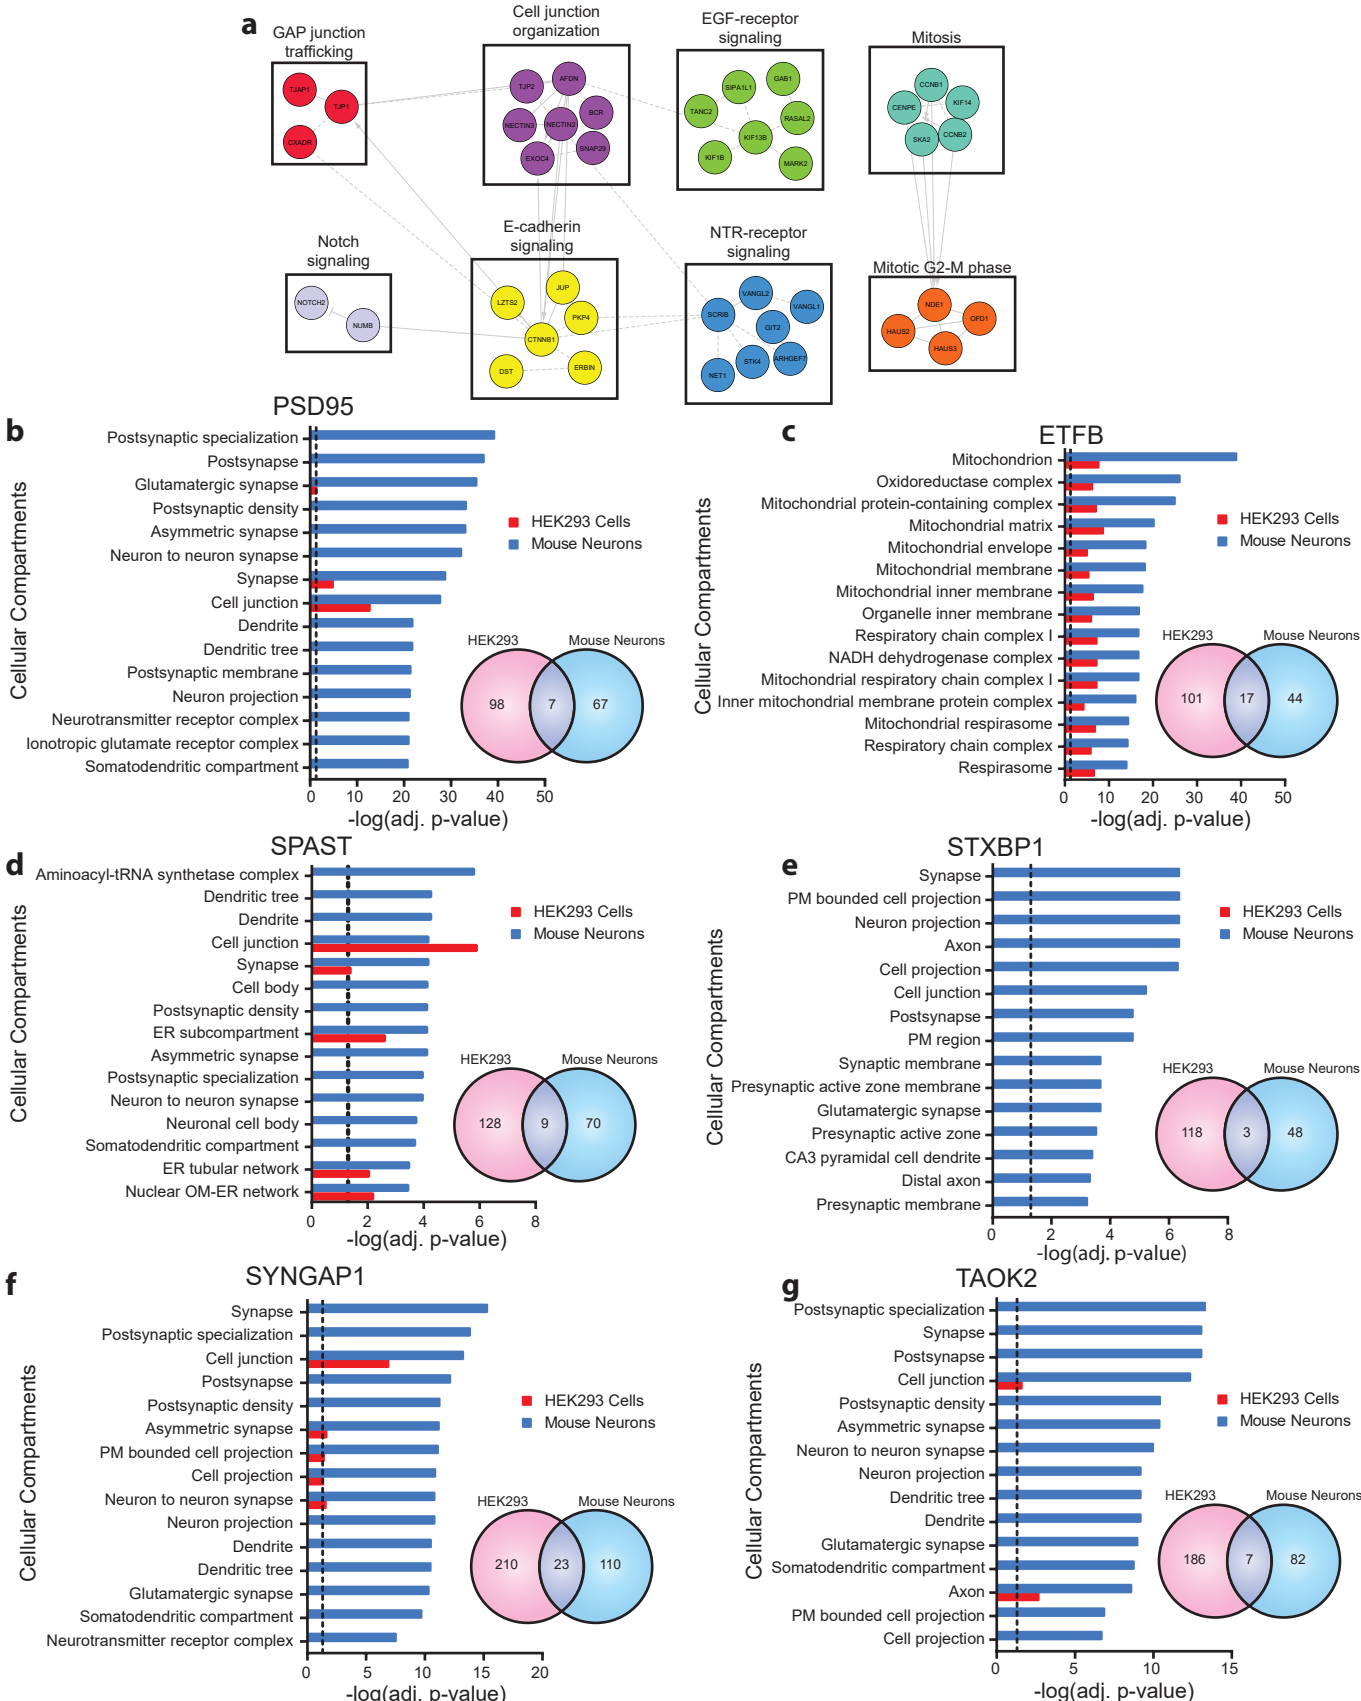 a
GAP junction
trafficking
Cell junction
organization
EGF-receptor
signaling
Mitosis
TJAP1
TJP1
CXADR
TJP2
AFDN
NECTIN3
NECTIN2
BCR
EXOC4
SNAP29
SIPA1L1
GAB1
TANC2
RASAL2
KIF13B
KIF1B
MARK2
CCNB1
CENPE
KIF14
SKA2
CCNB2
Notch
signaling
E-cadherin
signaling
NTR-receptor
signaling
Mitotic G2-M phase
NOTCH2
NUMB
LZTS2
JUP
PKP4
CTNNB1
DST
ERBIN
SCRIB
VANGL2
VANGL1
GIT2
STK4
ARHGEF7
NET1
NDE1
HAUS2
OFD1
HAUS3
b
PSD95
Cellular Compartments
Postsynaptic specialization
Postsynapse
Glutamatergic synapse
Postsynaptic density
Asymmetric synapse
Neuron to neuron synapse
Synapse
Cell junction
Dendrite
Dendritic tree
Postsynaptic membrane
Neuron projection
Neurotransmitter receptor complex
Ionotropic glutamate receptor complex
Somatodendritic compartment
HEK293 Cells
Mouse Neurons
HEK293
Mouse Neurons
98
7
67
0 10 20 30 40 50
-log(adj. p-value)
c
ETFB
Cellular Compartments
Mitochondrion
Oxidoreductase complex
Mitochondrial protein-containing complex
Mitochondrial matrix
Mitochondrial envelope
Mitochondrial membrane
Mitochondrial inner membrane
Organelle inner membrane
Respiratory chain complex I
NADH dehydrogenase complex
Mitochondrial respiratory chain complex I
Inner mitochondrial membrane protein complex
Mitochondrial respirasome
Respiratory chain complex
Respirasome
HEK293 Cells
Mouse Neurons
HEK293
Mouse Neurons
101
17
44
0 10 20 30 40 50
-log(adj. p-value)
d
SPAST
Cellular Compartments
Aminoacyl-tRNA synthetase complex
Dendritic tree
Dendrite
Cell junction
Synapse
Cell body
Postsynaptic density
ER subcompartment
Asymmetric synapse
Postsynaptic specialization
Neuron to neuron synapse
Neuronal cell body
Somatodendritic compartment
ER tubular network
Nuclear OM-ER network
HEK293 Cells
Mouse Neurons
HEK293
Mouse Neurons
128
9
70
0 2 4 6 8
-log(adj. p-value)
e
STXBP1
Cellular Compartments
Synapse
PM bounded cell projection
Neuron projection
Axon
Cell projection
Cell junction
Postsynapse
PM region
Synaptic membrane
Presynaptic active zone membrane
Glutamatergic synapse
Presynaptic active zone
CA3 pyramidal cell dendrite
Distal axon
Presynaptic membrane
HEK293 Cells
Mouse Neurons
HEK293
Mouse Neurons
118
3
48
0 2 4 6 8
-log(adj. p-value)
f
SYNGAP1
Cellular Compartments
Synapse
Postsynaptic specialization
Cell junction
Postsynapse
Postsynaptic density
Asymmetric synapse
PM bounded cell projection
Cell projection
Neuron to neuron synapse
Neuron projection
Dendrite
Dendritic tree
Glutamatergic synapse
Somatodendritic compartment
Neurotransmitter receptor complex
HEK293 Cells
Mouse Neurons
HEK293
Mouse Neurons
210
23
110
0 5 10 15 20
-log(adj. p-value)
g
TAOK2
Cellular Compartments
Postsynaptic specialization
Synapse
Postsynapse
Cell junction
Postsynaptic density
Asymmetric synapse
Neuron to neuron synapse
Neuron projection
Dendritic tree
Dendrite
Glutamatergic synapse
Somatodendritic compartment
Axon
PM bounded cell projection
Cell projection
HEK293 Cells
Mouse Neurons
HEK293
Mouse Neurons
186
7
82
0 5 10 15
-log(adj. p-value)